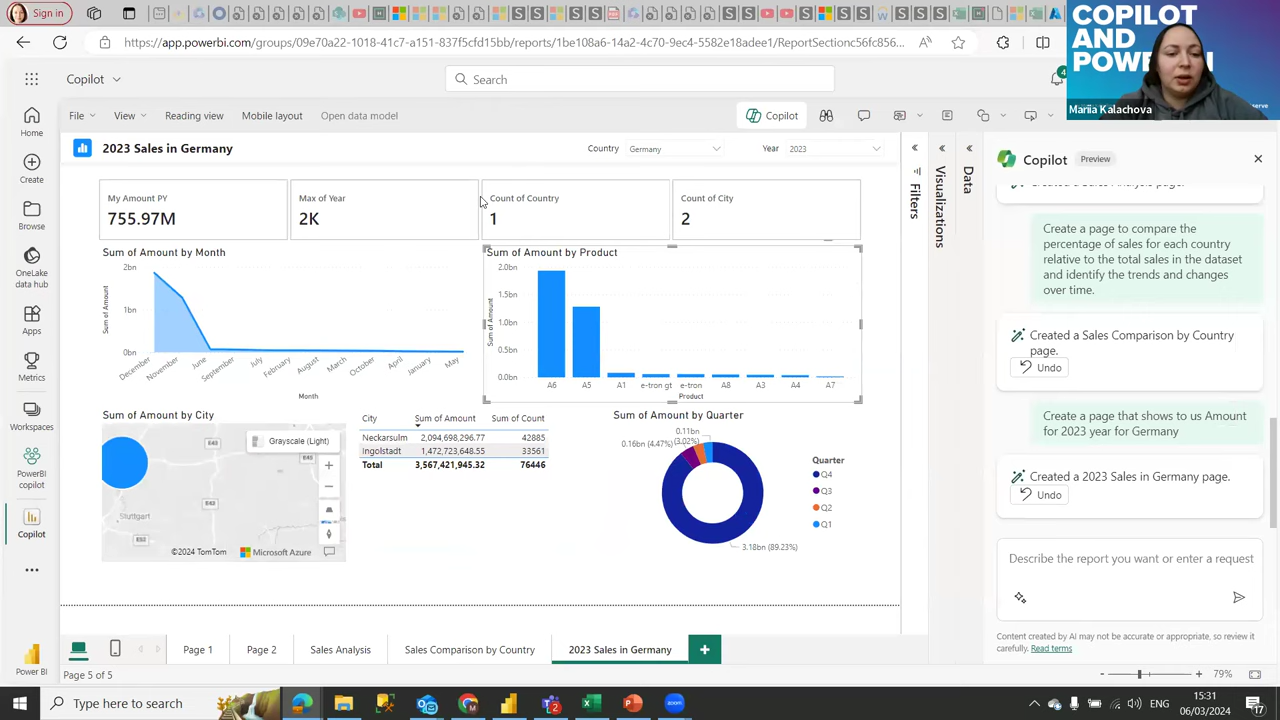 Sign in
https://app.powerbi.com/groups/09e70a22-1018-41c7-a151-837f5cfd15bb/reports/1be108a6-14a2-4c70-9ec4-5582e18adee1/ReportSectionc56fc856...
COPILOT
AND
Mariia Kalachova
Copilot
Search
4
File
View
Reading view
Mobile layout
Open data model
Copilot
Home
Create
Browse
OneLake
data hub
Apps
Metrics
Workspaces
PowerBI
copilot
Copilot
Power BI
2023 Sales in Germany
Country
Germany
Year
2023
My Amount PY
755.97M
Max of Year
2K
Count of Country
1
Count of City
2
Sum of Amount by Month
2bn
1bn
0bn
Sum of Amount
December
November
June
September
July
February
August
March
October
April
January
May
Month
Sum of Amount by Product
2.0bn
1.5bn
1.0bn
0.5bn
0.0bn
Sum of Amount
A6
A5
A1
e-tron gt
e-tron
A8
A3
A4
A7
Product
Sum of Amount by City
Grayscale (Light)
Stuttgart
©2024 TomTom
Microsoft Azure
City Sum of Amount Sum of Count
Neckarsulm 2,094,698,296.77 42885
Ingolstadt 1,472,723,648.55 33561
Total 3,567,421,945.32 76446
Sum of Amount by Quarter
0.11bn
(3.02%)
0.16bn (4.47%)
3.18bn (89.23%)
Quarter
Q4
Q3
Q2
Q1
Filters
Visualizations
Data
Copilot
Preview
Create a page to compare the
percentage of sales for each country
relative to the total sales in the dataset
and identify the trends and changes
over time.
Created a Sales Comparison by Country
page.
Undo
Create a page that shows to us Amount
for 2023 year for Germany
Created a 2023 Sales in Germany page.
Undo
Describe the report you want or enter a request
Content created by AI may not be accurate or appropriate, so review it
carefully. Read terms
Page 1
Page 2
Sales Analysis
Sales Comparison by Country
2023 Sales in Germany
Page 5 of 5
79%
Type here to search
ENG
15:31
06/03/2024
17